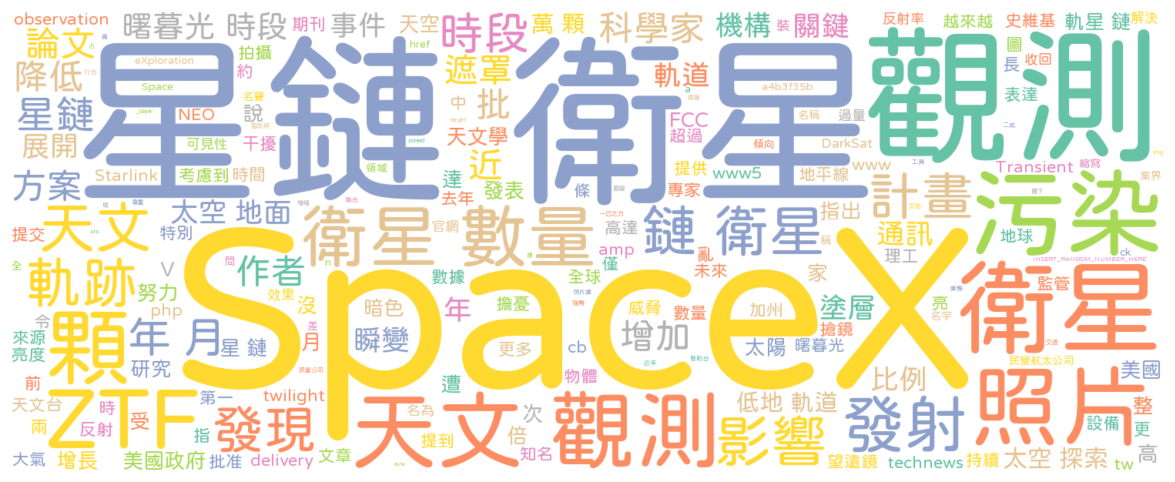 observation 曙暮光 時段 期刊 事件 天空 href 時段 萬 顆 科學家 機構 關鍵 裝 反射率 越來越 史維基 軌星 鏈 解決
論文 eXploration 拍攝 遮罩 圖 收回
降低 Space 約 軌道 a4b3f35b 長 表達
星鏈 NEO 名聲 說 中 批 a 名稱 過量
星鏈 衛星 觀測
展開 可見性 干擾 天文學 FCC 超過 傾向 DarkSat
方案 Starlink 考慮到 時間 領域 近 達 發表 提供 www5 地平線 www Transient 縮寫 業界
去年 條 專家
天文 太空 地面 衛星 數量 鏈 衛星 計畫 指出 污染
提交 特別 官網 高達 稱 通訊 地球
amp 亂 未來 理工 ck
軌跡 V 作者 問 數據 僅 全球 家 INSERT_RANDOM_NUMBER_HERE
SpaceX 衛星
努力 效果 沒 擔憂 威脅 數量 加州 塗層 亮 監管
全 令 php 暗色 年 搶鏡 名字
顆 年 月 星 鏈 差 月 瞬變 更多 cb 增加 太陽 曙暮光 民營航太公司
來源 亮度 研究 遭 物體 美國
前 twilight 比例 整
天文台 第一 名為 次 低地 軌道
ZTF 時 受 發現 天文 觀測 影響 發射 照片
兩 反射 指 提到 倍 設備 更
大氣 增長 美國政府 批准 delivery 文章 知名 望遠鏡 technews 持續 太空 探索 tw 高